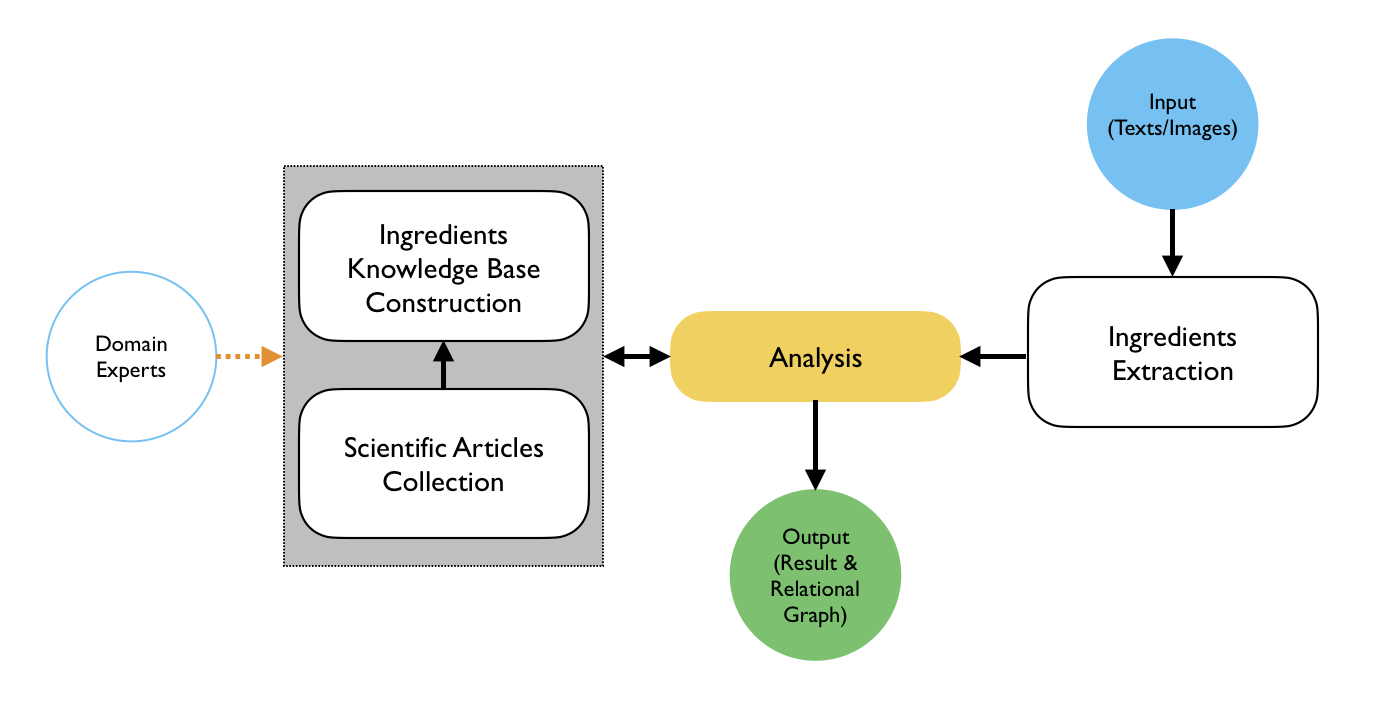 Input
(Texts/Images)
Ingredients
Knowledge Base
Construction
Domain
Experts
Analysis
Ingredients
Extraction
Scientific Articles
Collection
Output
(Result &
Relational
Graph)